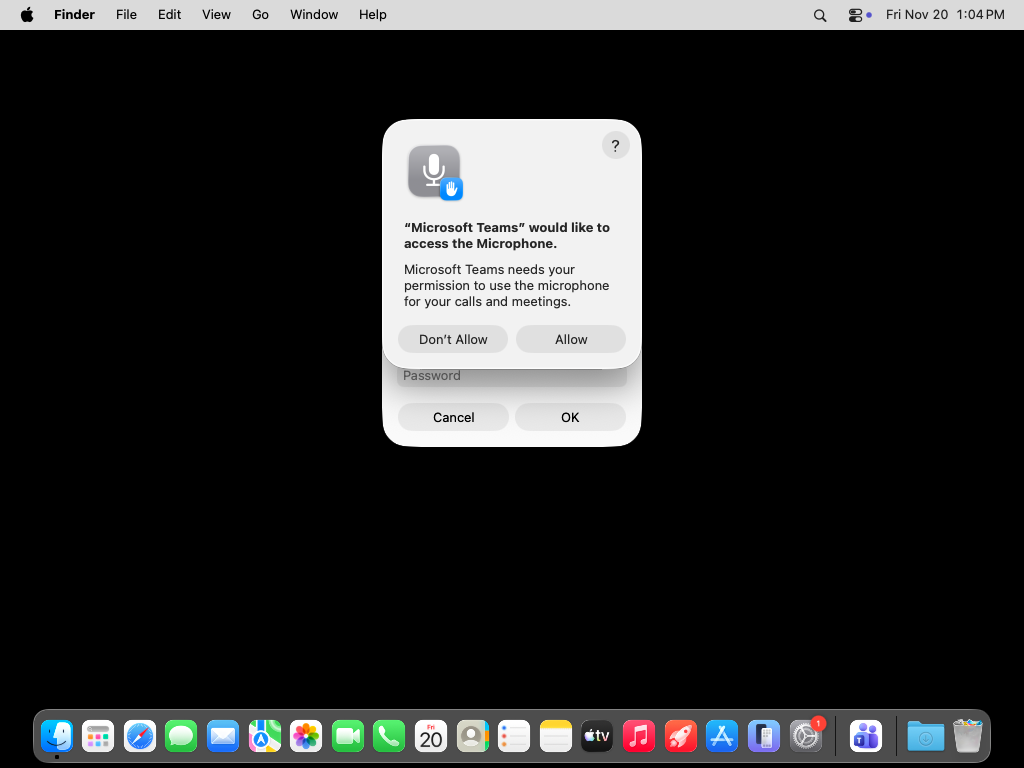 Finder File Edit View Go Window Help Fri Nov 20 1:04 PM
?
“Microsoft Teams” would like to
access the Microphone.
Microsoft Teams needs your
permission to use the microphone
for your calls and meetings.
Don’t Allow Allow
Password
Cancel OK
Fri
20
tv
1
T